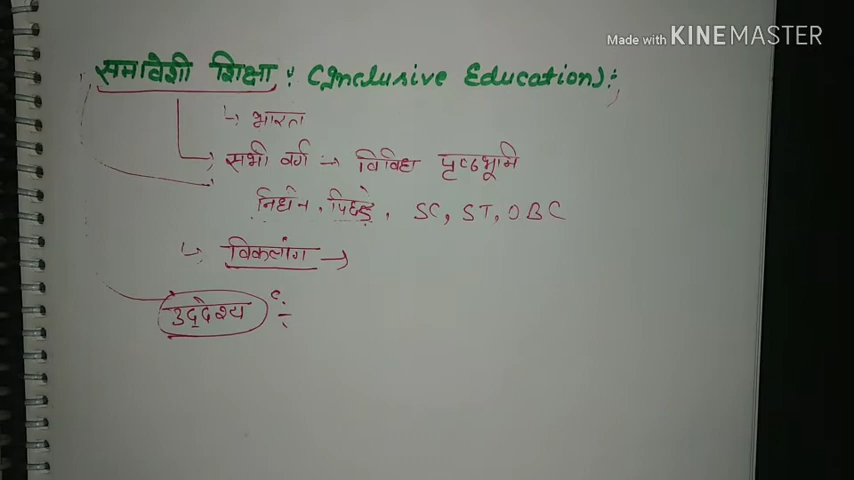 Made with KINEMASTER
समावेशी शिक्षा : (Inclusive Education) :-
भारत
सभी वर्ग → विविध पृष्ठभूमि
निर्धन, पिछड़े, SC, ST, OBC
विकलांग →
उद्देश्य :-